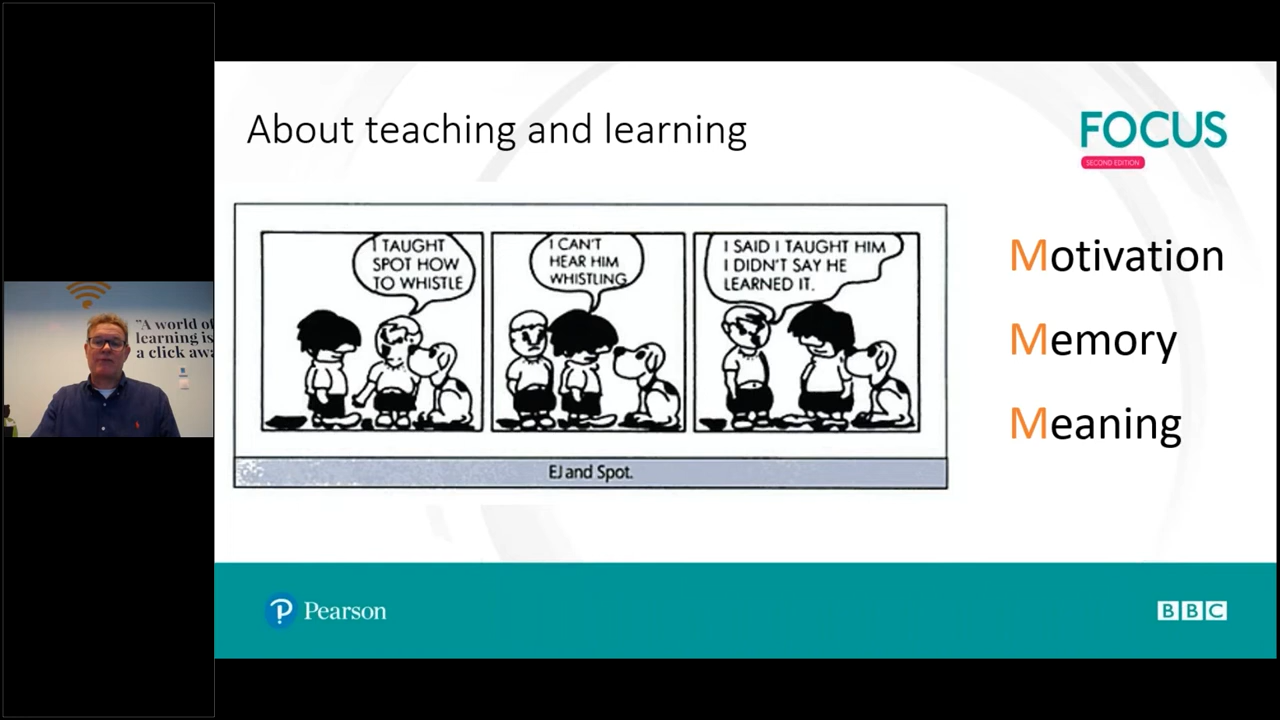 About teaching and learning
FOCUS
SECOND EDITION
I TAUGHT
SPOT HOW
TO WHISTLE
I CAN'T
HEAR HIM
WHISTLING
I SAID I TAUGHT HIM
I DIDN'T SAY HE
LEARNED IT.
EJ and Spot.
Motivation
Memory
Meaning
"A world of
learning is
a click awa
Pearson
BBC